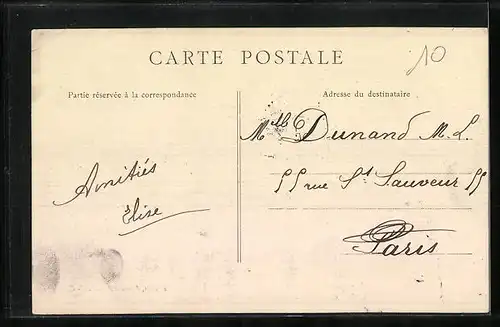 CARTE POSTALE
10
Partie réservée à la correspondance
Adresse du destinataire
Mlle Dunand M. L.
55 rue St Sauveur 55
Paris
Amitiés
Elise